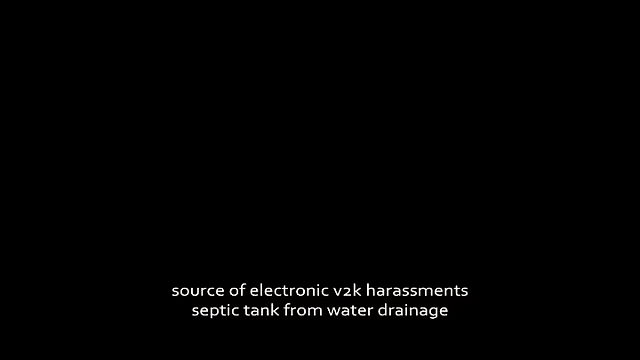 source of electronic v2k harassments
septic tank from water drainage